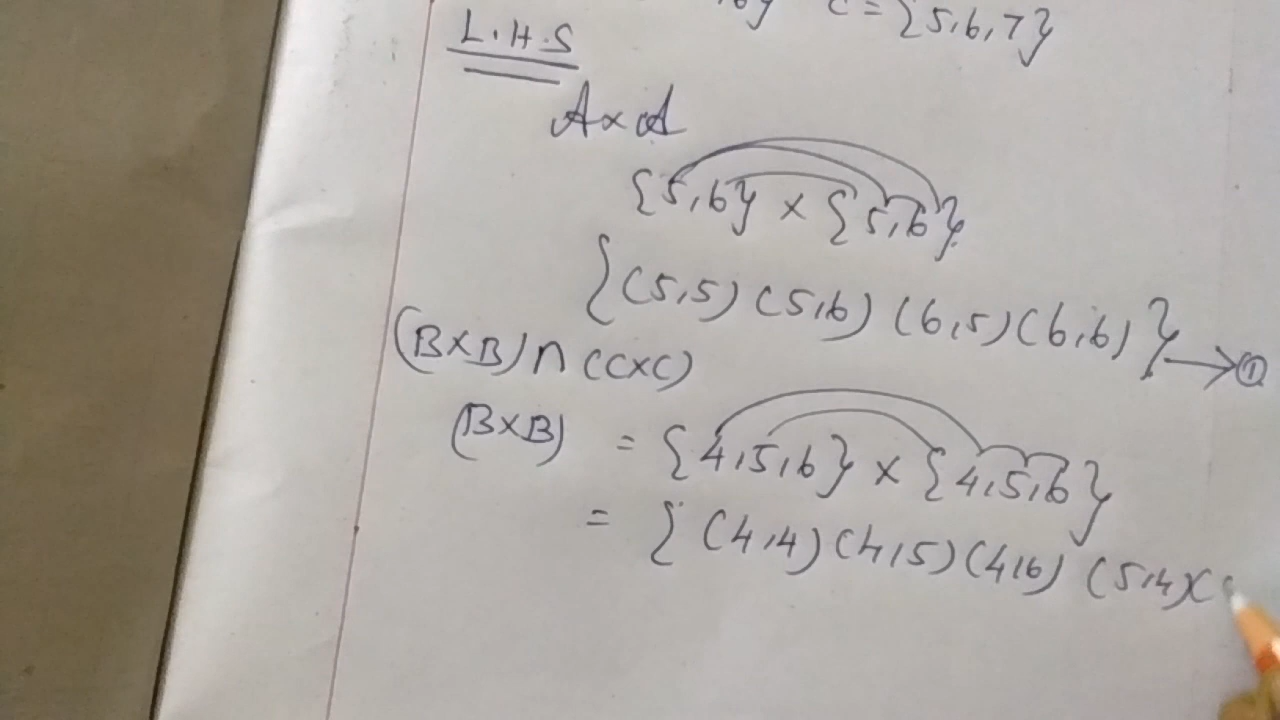 C = {5,6,7}
L.H.S
A×A
{5,6} × {5,6}
{(5,5) (5,6) (6,5) (6,6)} → ①
(B×B) ∩ (C×C)
(B×B) = {4,5,6} × {4,5,6}
= { (4,4) (4,5) (4,6) (5,4) (